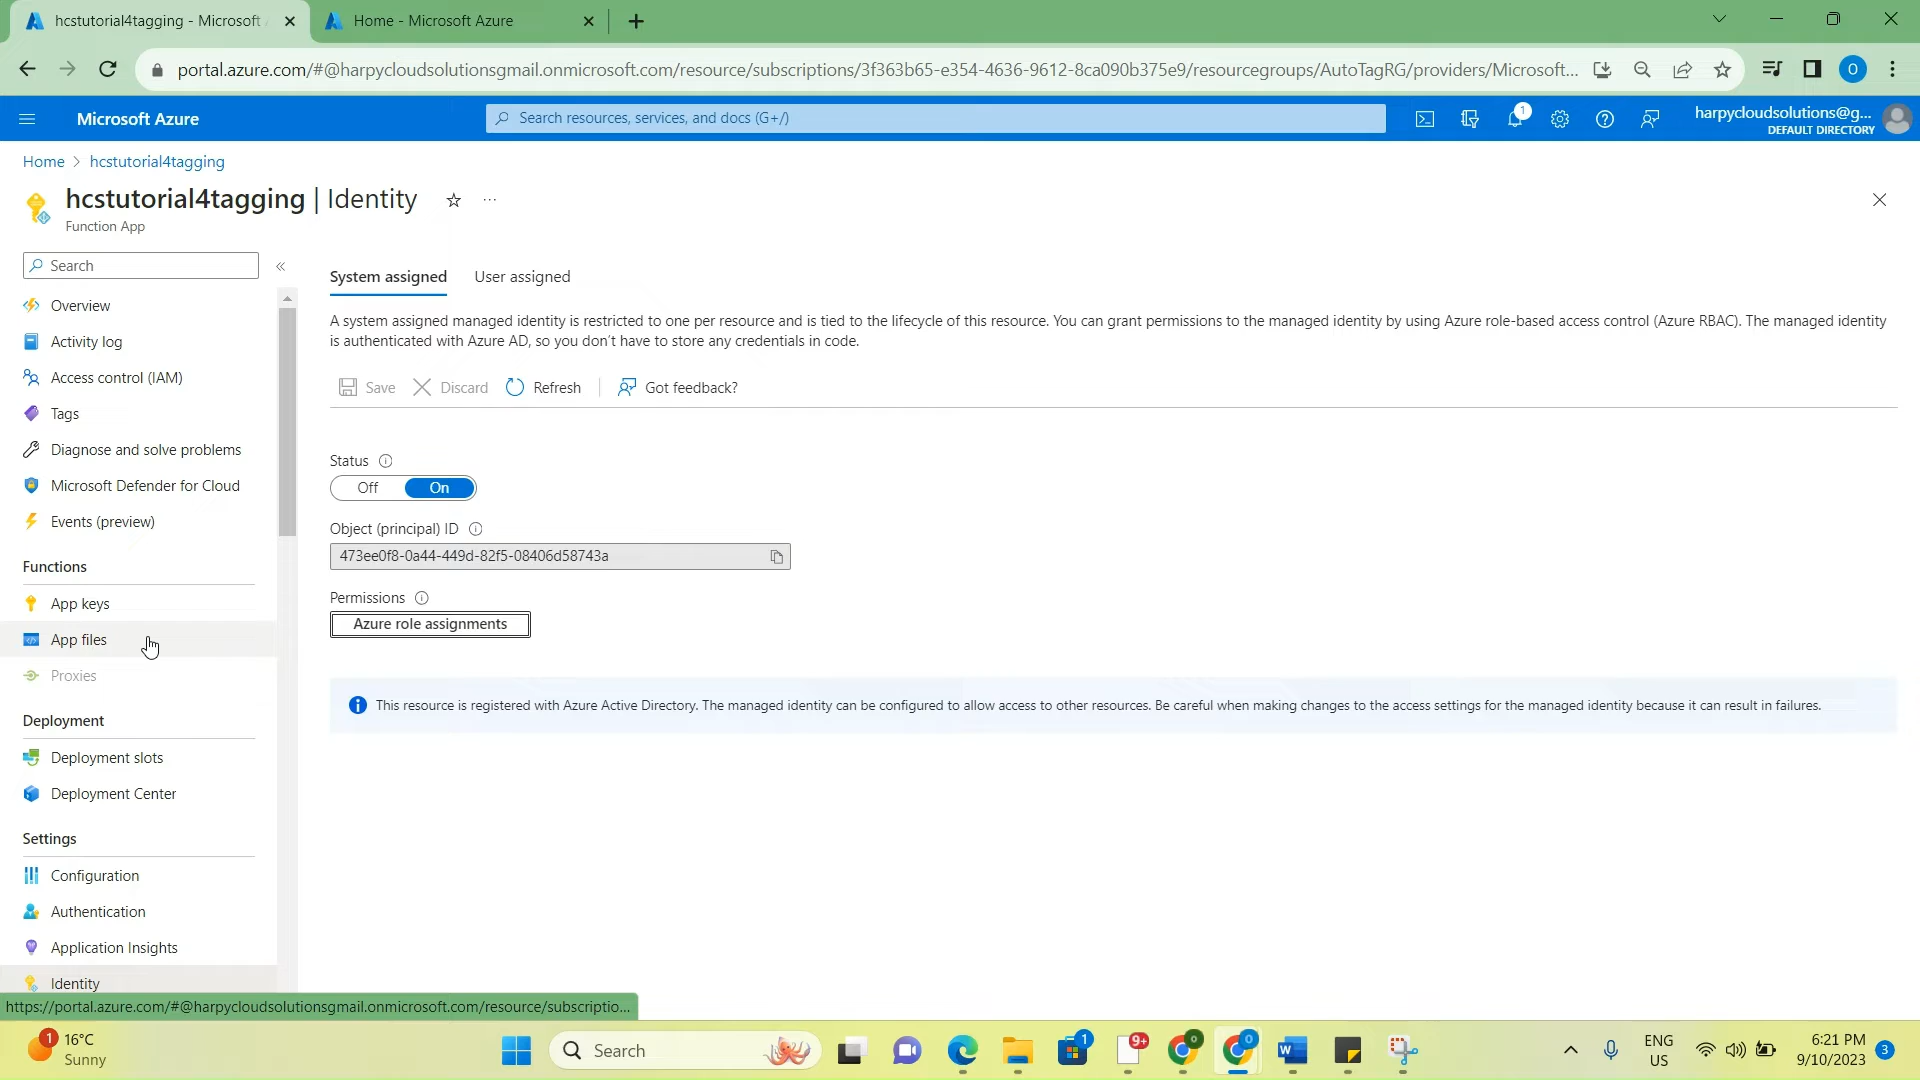 hcstutorial4tagging - Microsoft
Home - Microsoft Azure
portal.azure.com/#@harpycloudsolutionsgmail.onmicrosoft.com/resource/subscriptions/3f363b65-e354-4636-9612-8ca090b375e9/resourcegroups/AutoTagRG/providers/Microsoft...
O
Microsoft Azure
Search resources, services, and docs (G+/)
1
harpycloudsolutions@g...
DEFAULT DIRECTORY
Home > hcstutorial4tagging
hcstutorial4tagging | Identity
Function App
Search
Overview
Activity log
Access control (IAM)
Tags
Diagnose and solve problems
Microsoft Defender for Cloud
Events (preview)
Functions
App keys
App files
Proxies
Deployment
Deployment slots
Deployment Center
Settings
Configuration
Authentication
Application Insights
Identity
System assigned
User assigned
A system assigned managed identity is restricted to one per resource and is tied to the lifecycle of this resource. You can grant permissions to the managed identity by using Azure role-based access control (Azure RBAC). The managed identity
is authenticated with Azure AD, so you don't have to store any credentials in code.
Save
Discard
Refresh
Got feedback?
Status
Off
On
Object (principal) ID
473ee0f8-0a44-449d-82f5-08406d58743a
Permissions
Azure role assignments
This resource is registered with Azure Active Directory. The managed identity can be configured to allow access to other resources. Be careful when making changes to the access settings for the managed identity because it can result in failures.
https://portal.azure.com/#@harpycloudsolutionsgmail.onmicrosoft.com/resource/subscriptio...
1
16°C
Sunny
Search
1
9+
O
O
W
ENG
US
6:21 PM
9/10/2023
3